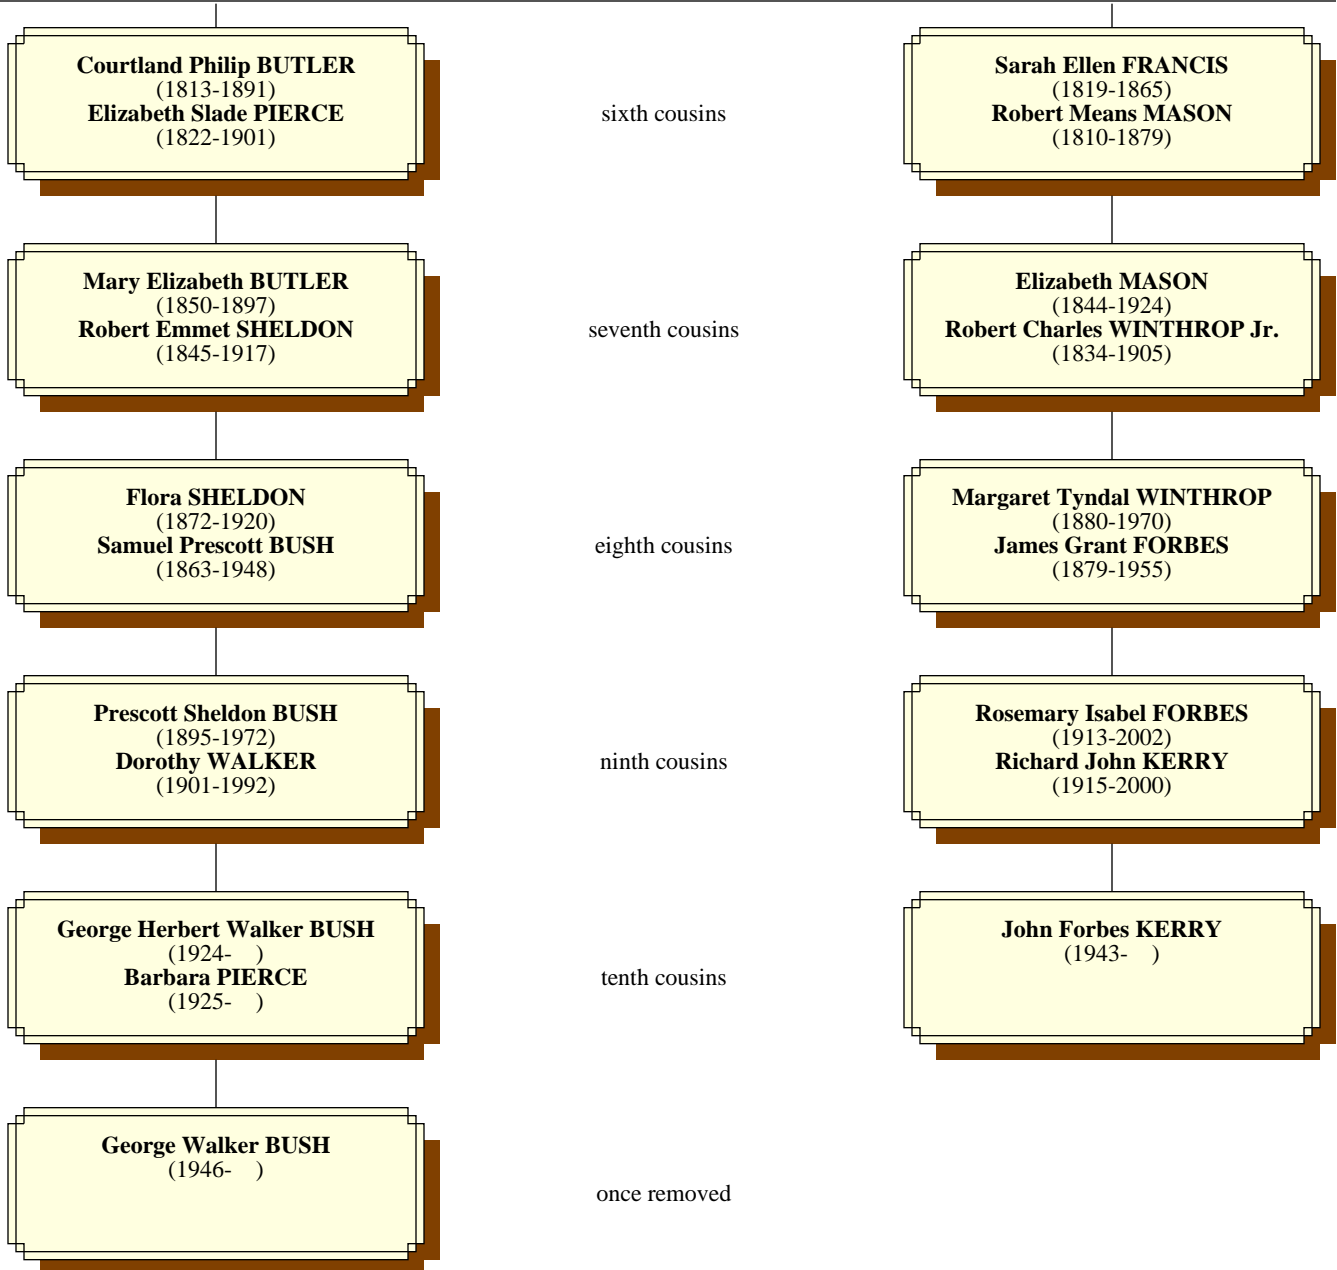 Courtland Philip BUTLER
(1813-1891)
Elizabeth Slade PIERCE
(1822-1901)
sixth cousins
Sarah Ellen FRANCIS
(1819-1865)
Robert Means MASON
(1810-1879)
Mary Elizabeth BUTLER
(1850-1897)
Robert Emmet SHELDON
(1845-1917)
seventh cousins
Elizabeth MASON
(1844-1924)
Robert Charles WINTHROP Jr.
(1834-1905)
Flora SHELDON
(1872-1920)
Samuel Prescott BUSH
(1863-1948)
eighth cousins
Margaret Tyndal WINTHROP
(1880-1970)
James Grant FORBES
(1879-1955)
Prescott Sheldon BUSH
(1895-1972)
Dorothy WALKER
(1901-1992)
ninth cousins
Rosemary Isabel FORBES
(1913-2002)
Richard John KERRY
(1915-2000)
George Herbert Walker BUSH
(1924-    )
Barbara PIERCE
(1925-    )
tenth cousins
John Forbes KERRY
(1943-    )
George Walker BUSH
(1946-    )
once removed